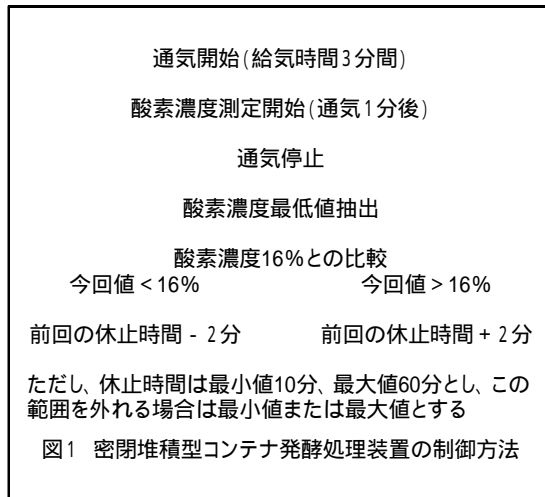 通気開始(給気時間3分間)
酸素濃度測定開始(通気1分後)
通気停止
酸素濃度最低値抽出
酸素濃度16%との比較
今回値<16% 今回値>16%
前回の休止時間-2分 前回の休止時間+2分
ただし、休止時間は最小値10分、最大値60分とし、この
範囲を外れる場合は最小値または最大値とする
図1 密閉堆積型コンテナ発酵処理装置の制御方法